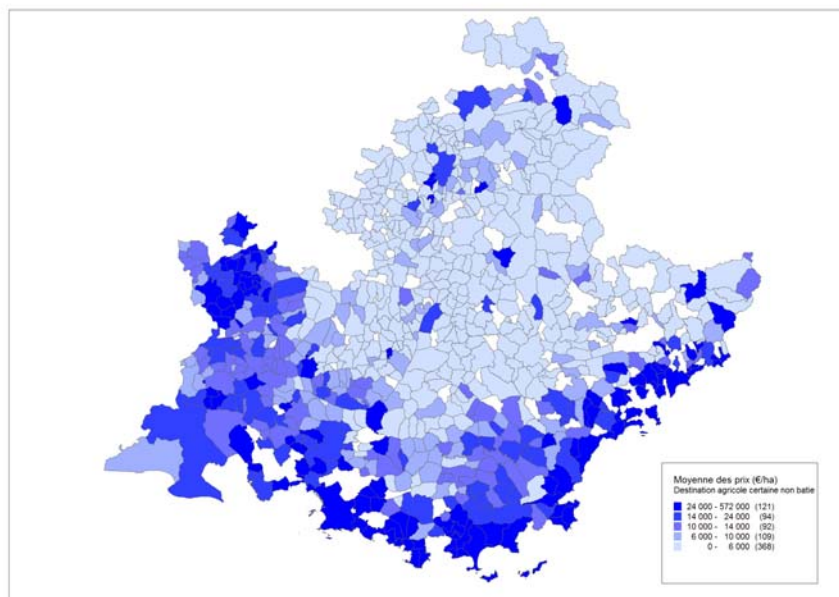 Moyenne des prix (€/ha)
Destination agricole certaine non batie
24 000 - 572 000 (121)
14 000 - 24 000 (94)
10 000 - 14 000 (92)
6 000 - 10 000 (109)
0 - 6 000 (368)